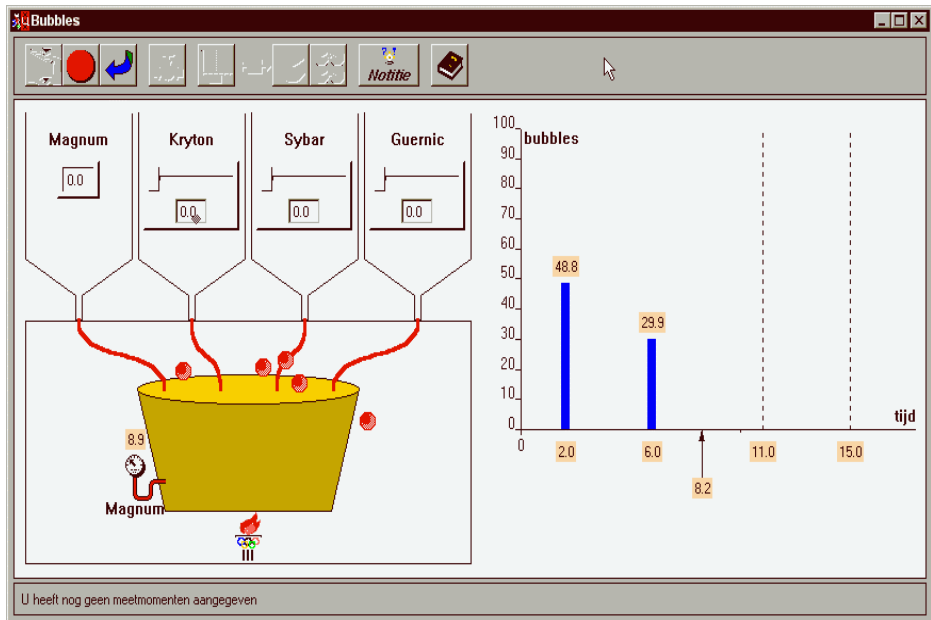 Bubbles
Notitie
Magnum
Kryton
Sybar
Guernic
0.0
0.0
0.0
0.0
8.9
Magnum
100
bubbles
90
80
70
60
50
48.8
40
30
29.9
20
10
0
tijd
0
2.0
6.0
11.0
15.0
8.2
U heeft nog geen meetmomenten aangegeven